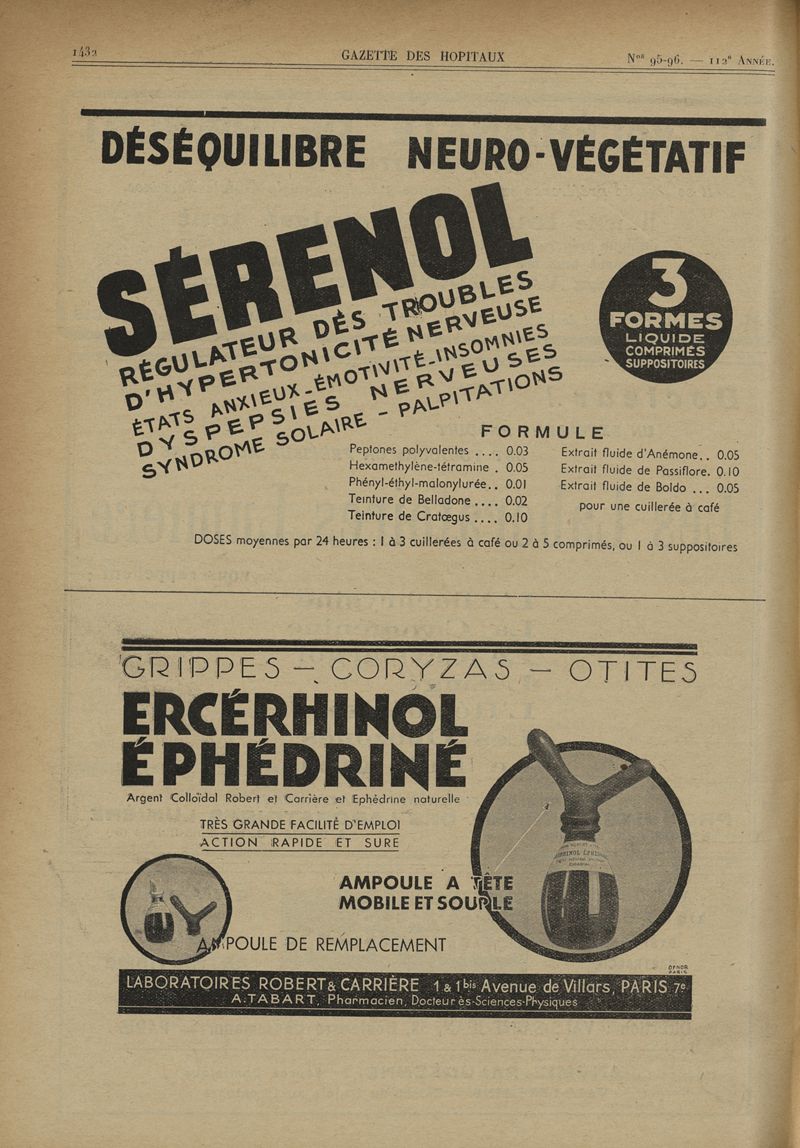 1432
GAZETTE DES HOPITAUX
Nos 95-96. — 112e ANNÉE.
DÉSÉQUILIBRE NEURO-VÉGÉTATIF
SÉRENOL
RÉGULATEUR DÈS TROUBLES
D'HYPERTONICITÉ NERVEUSE
ÉTATS ANXIEUX-ÉMOTIVITÉ-INSOMNIES
DYSPEPSIES NERVEUSES
SYNDROME SOLAIRE - PALPITATIONS
3
FORMES
LIQUIDE
COMPRIMÉS
SUPPOSITOIRES
FORMULE
Peptones polyvalentes .... 0.03
Hexamethylène-tétramine . 0.05
Phényl-éthyl-malonylurée.. 0.01
Teinture de Belladone .... 0.02
Teinture de Cratœgus .... 0.10
Extrait fluide d'Anémone.. 0.05
Extrait fluide de Passiflore. 0.10
Extrait fluide de Boldo ... 0.05
pour une cuillerée à café
DOSES moyennes par 24 heures : 1 à 3 cuillerées à café ou 2 à 5 comprimés, ou 1 à 3 suppositoires
GRIPPES - CORYZAS - OTITES
ERCÉRHINOL
ÉPHÉDRINÉ
Argent Colloïdal Robert et Carrière et Ephédrine naturelle
TRÈS GRANDE FACILITÉ D'EMPLOI
ACTION RAPIDE ET SURE
AMPOULE A TÊTE
MOBILE ET SOUPLE
AMPOULE DE REMPLACEMENT
LABORATOIRES ROBERT & CARRIÈRE 1 & 1bis Avenue de Villars, PARIS 7e
A. TABART, Pharmacien, Docteur ès-Sciences-Physiques